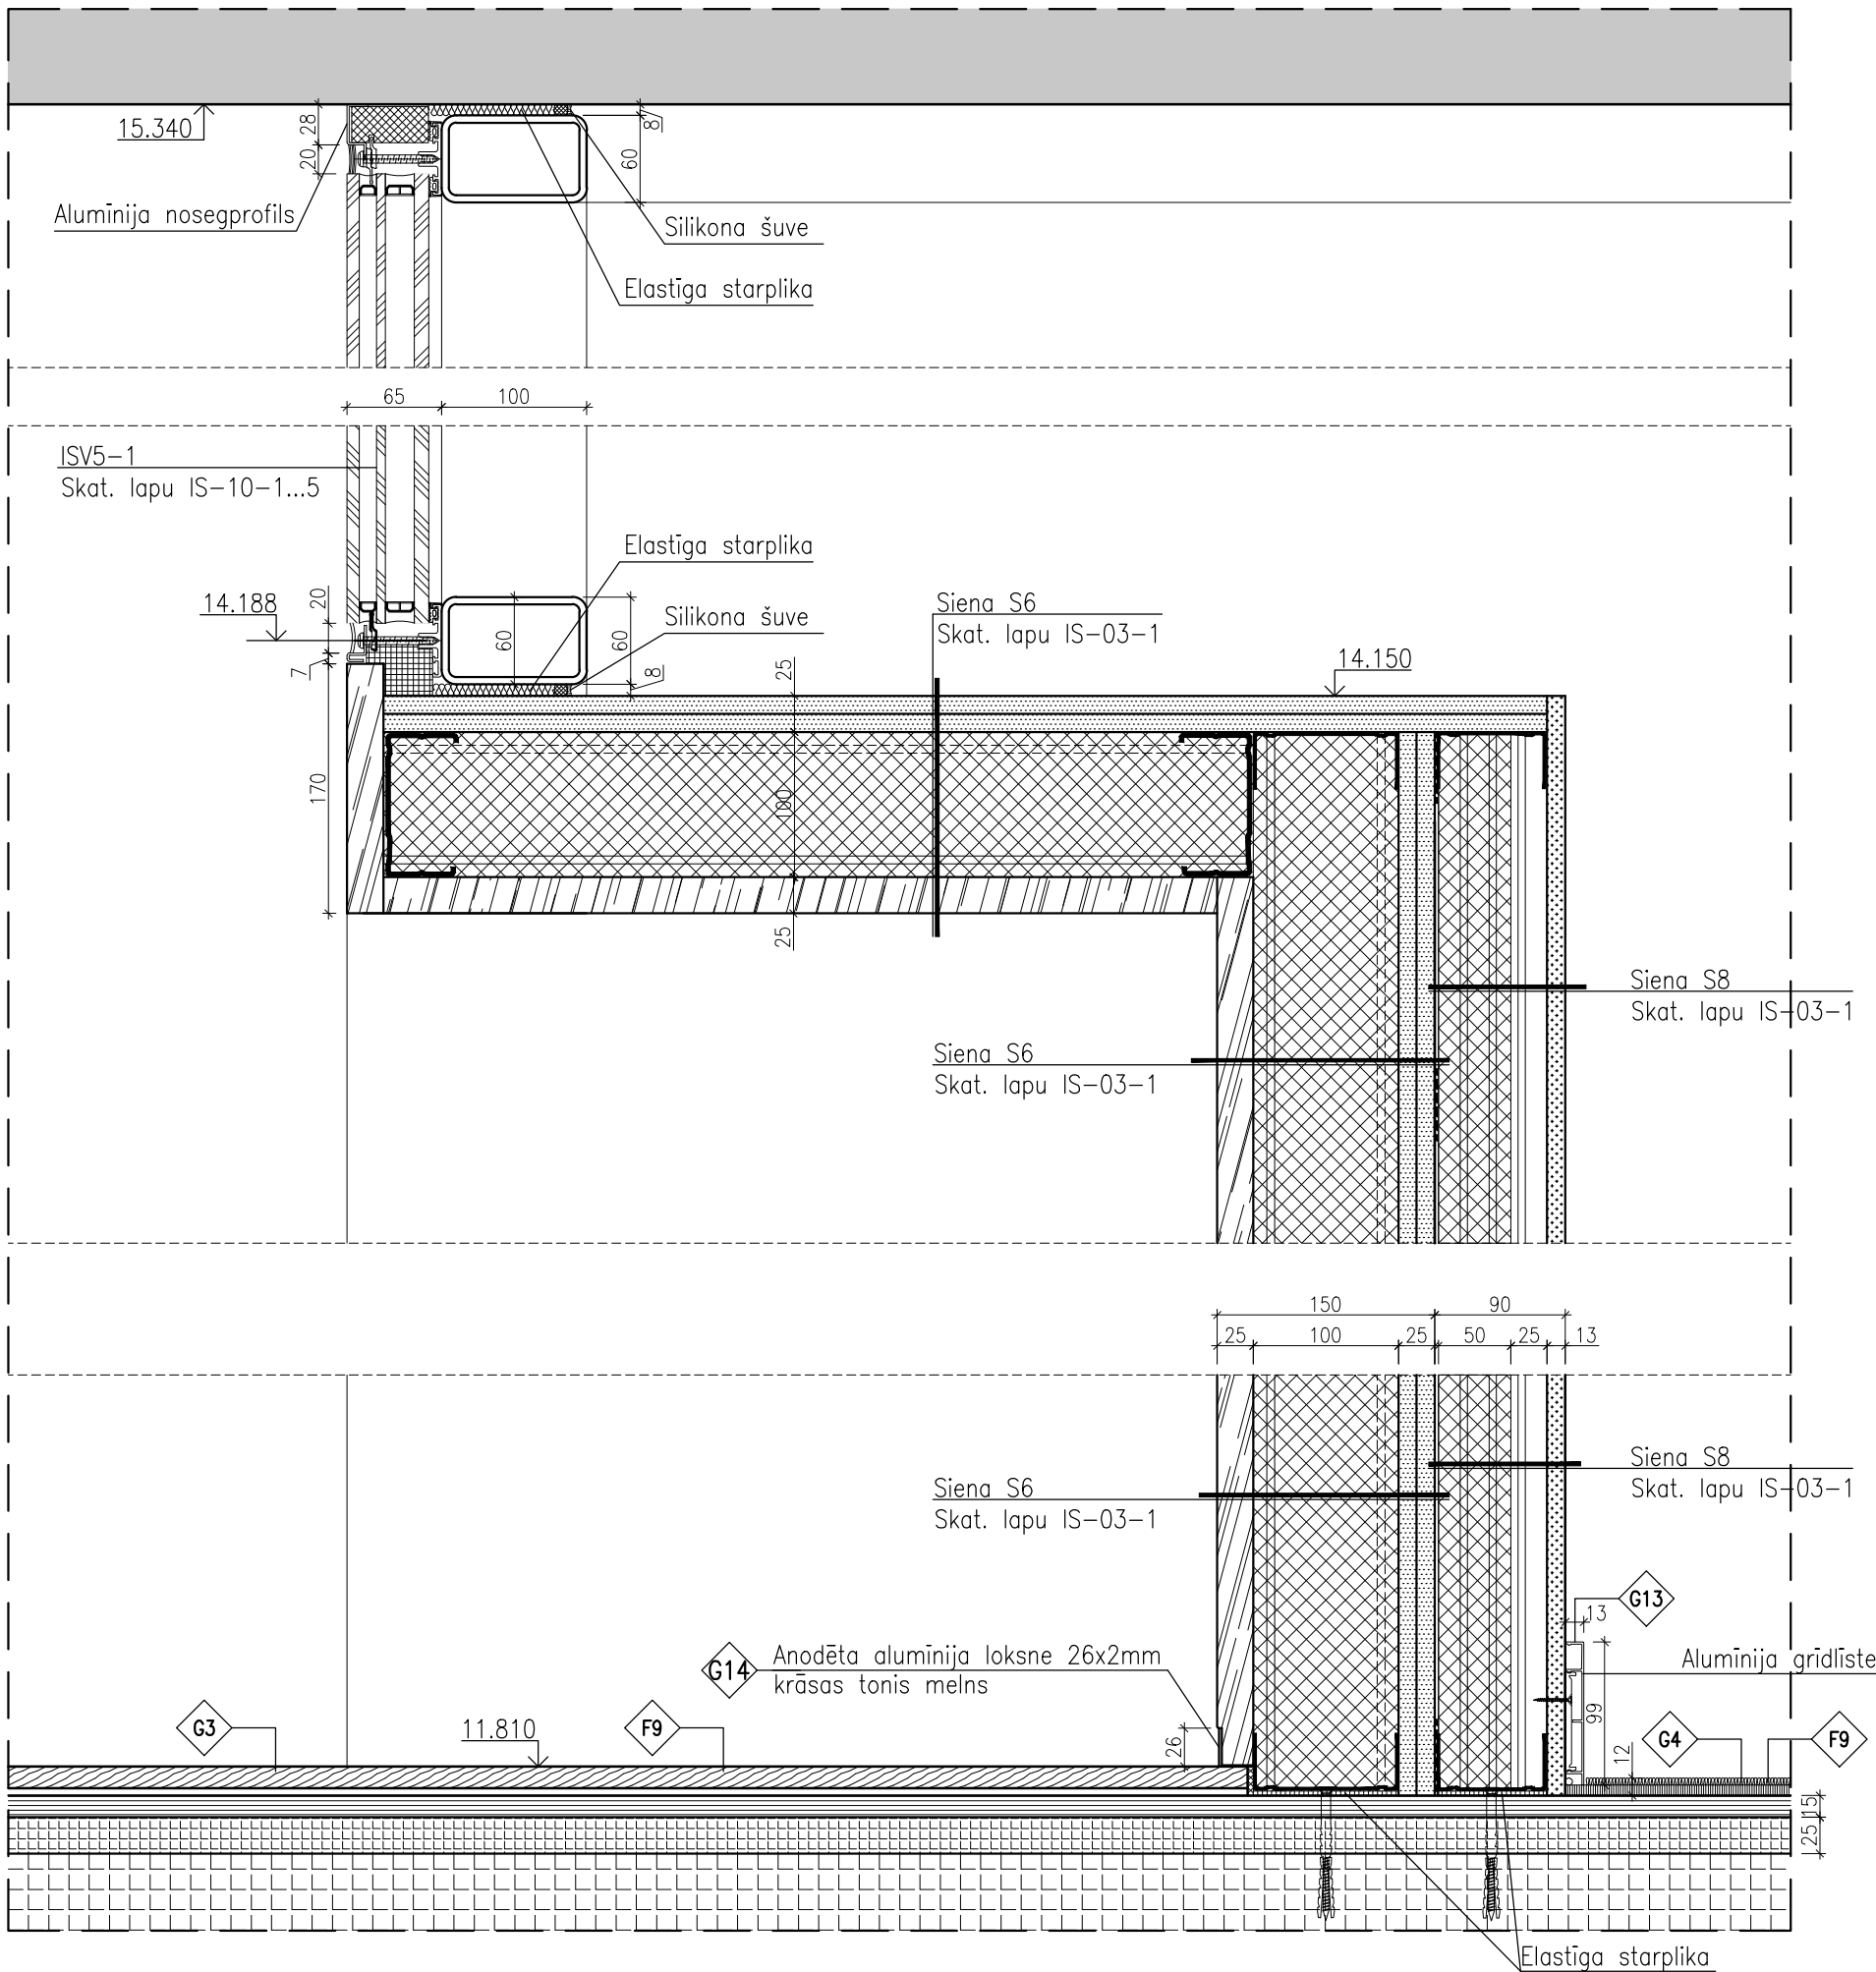 15.340
28
20
8
60
Alumīnija nosegprofils
Silikona šuve
Elastīga starplika
65
100
ISV5-1
Skat. lapu IS-10-1...5
Elastīga starplika
14.188
20
7
60
60
8
Silikona šuve
Siena S6
Skat. lapu IS-03-1
25
14.150
170
100
25
Siena S8
Skat. lapu IS-03-1
Siena S6
Skat. lapu IS-03-1
150
90
25
100
25
50
25
13
Siena S8
Skat. lapu IS-03-1
Siena S6
Skat. lapu IS-03-1
G13
13
G14
Anodēta alumīnija loksne 26x2mm
krāsas tonis melns
Alumīnija grīdlīste
99
G3
11.810
F9
26
12
G4
F9
15
25
Elastīga starplika